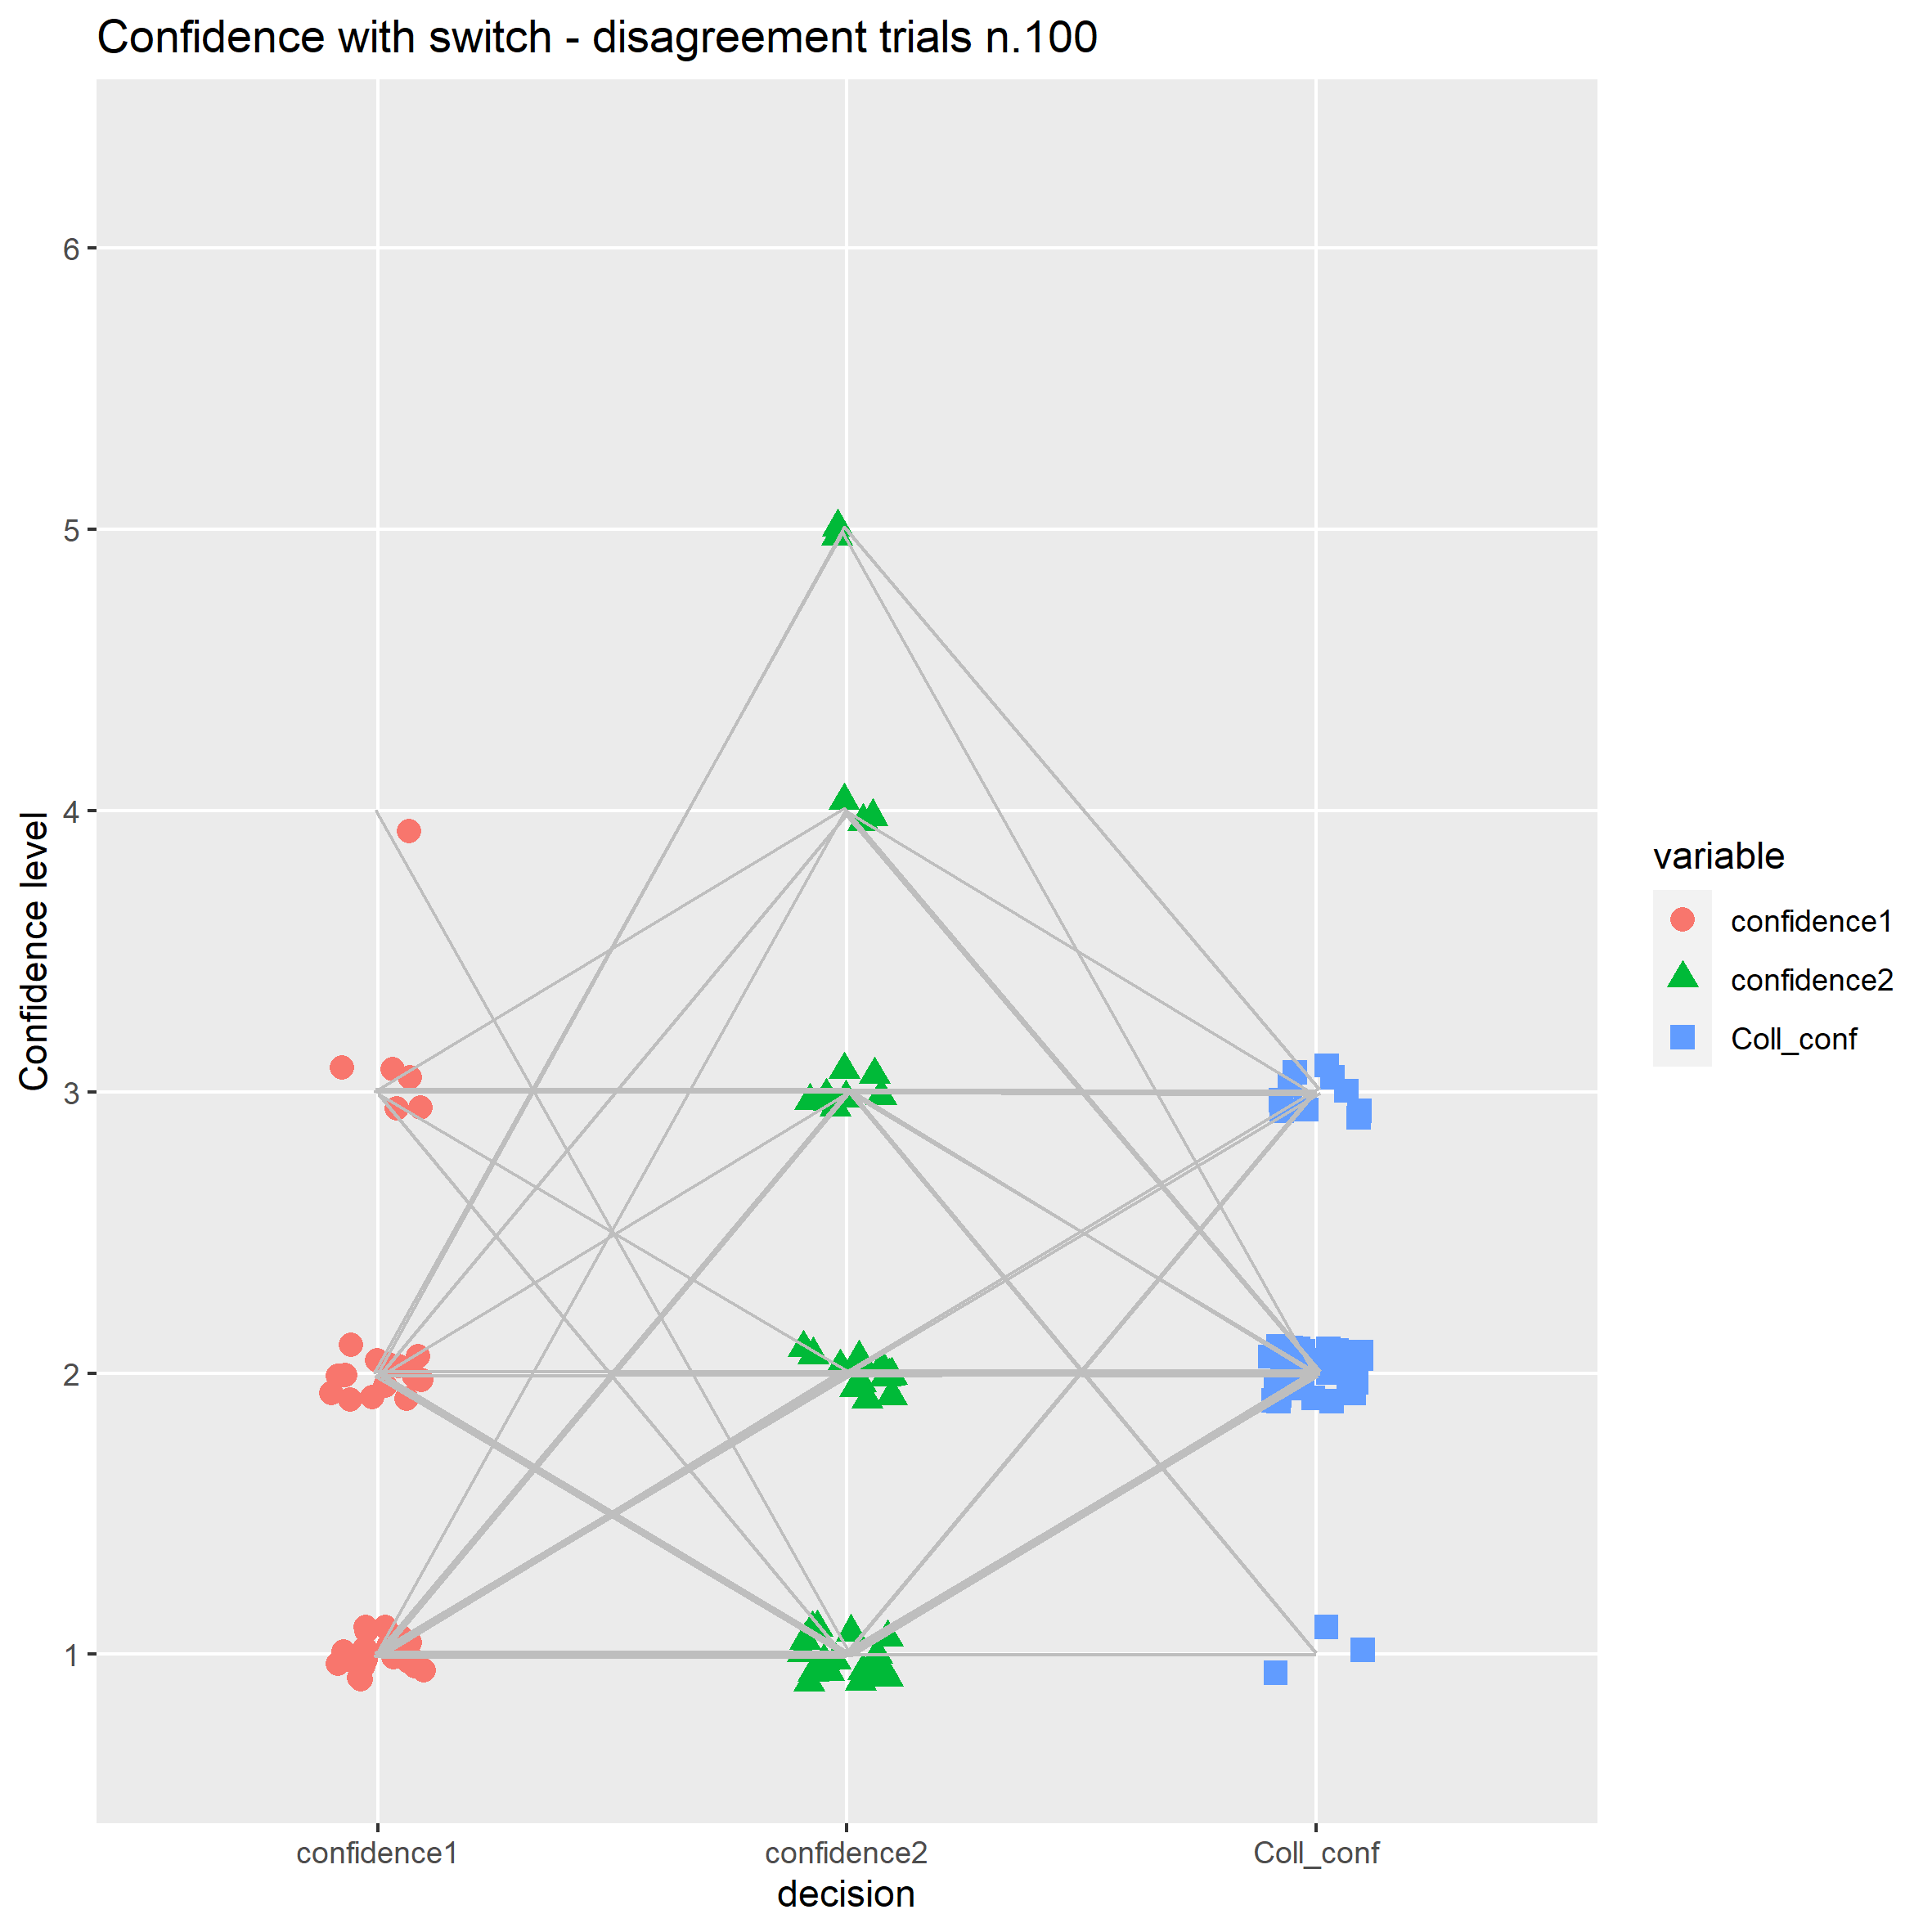 Confidence with switch - disagreement trials n.100
Confidence level
6
5
4
3
2
1
confidence1
confidence2
Coll_conf
decision
variable
confidence1
confidence2
Coll_conf